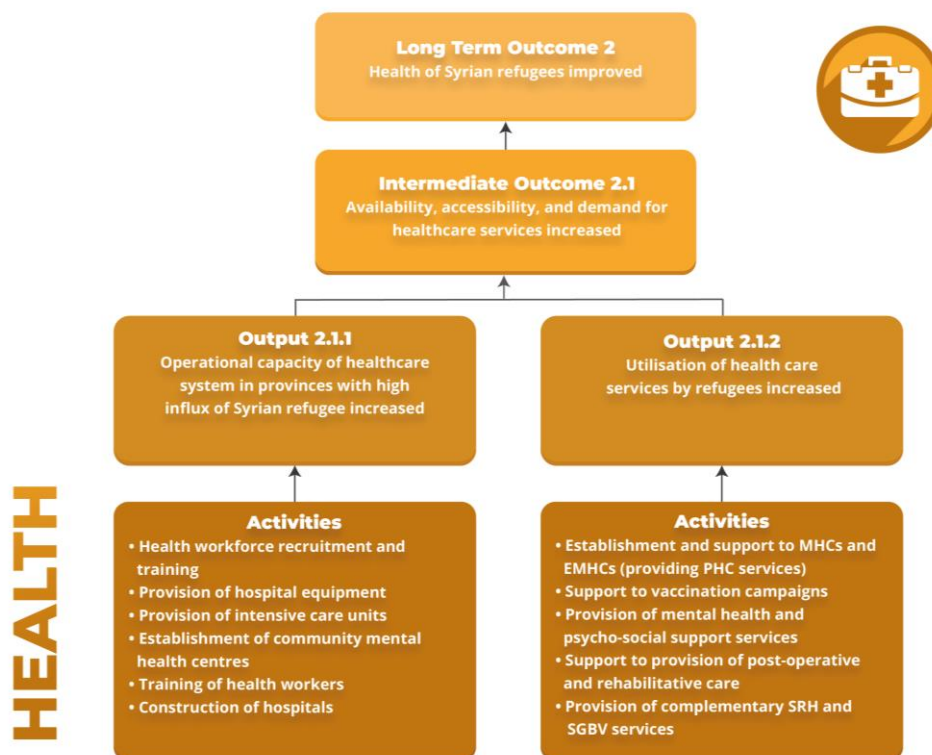 Long Term Outcome 2
Health of Syrian refugees improved
Intermediate Outcome 2.1
Availability, accessibility, and demand for
healthcare services increased
Output 2.1.1
Operational capacity of healthcare
system in provinces with high
influx of Syrian refugee increased
Output 2.1.2
Utilisation of health care
services by refugees increased
HEALTH
Activities
• Health workforce recruitment and
training
• Provision of hospital equipment
• Provision of intensive care units
• Establishment of community mental
health centres
• Training of health workers
• Construction of hospitals
Activities
• Establishment and support to MHCs and
EMHCs (providing PHC services)
• Support to vaccination campaigns
• Provision of mental health and
psycho-social support services
• Support to provision of post-operative
and rehabilitative care
• Provision of complementary SRH and
SGBV services